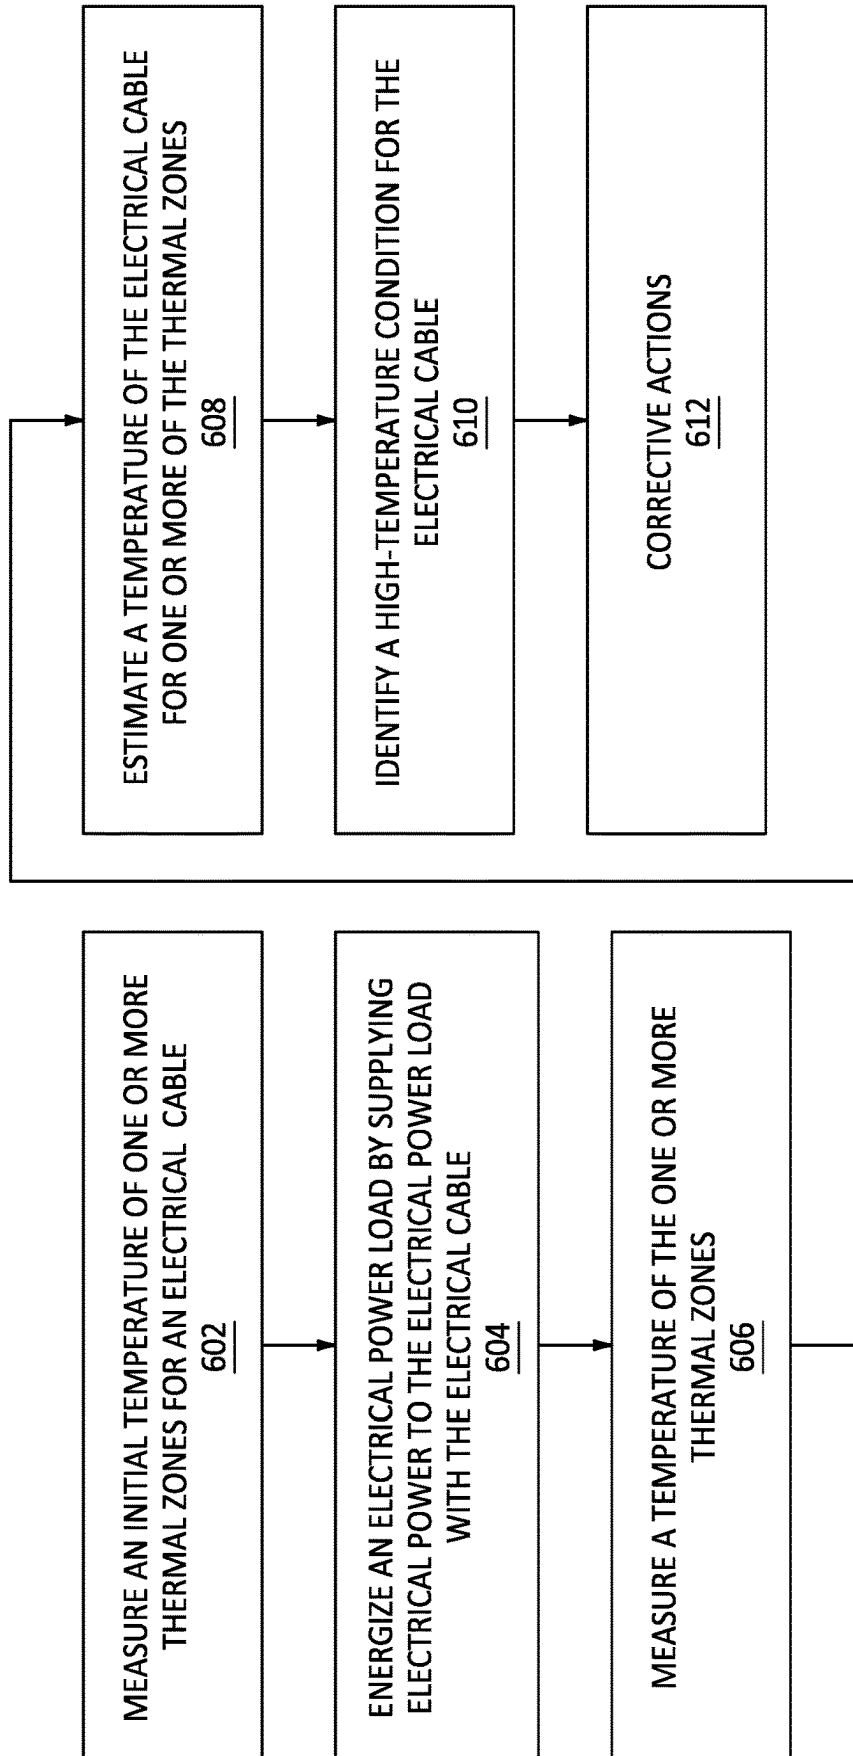 MEASURE AN INITIAL TEMPERATURE OF ONE OR MORE
THERMAL ZONES FOR AN ELECTRICAL CABLE
602
ENERGIZE AN ELECTRICAL POWER LOAD BY SUPPLYING
ELECTRICAL POWER TO THE ELECTRICAL POWER LOAD
WITH THE ELECTRICAL CABLE
604
MEASURE A TEMPERATURE OF THE ONE OR MORE
THERMAL ZONES
606
ESTIMATE A TEMPERATURE OF THE ELECTRICAL CABLE
FOR ONE OR MORE OF THE THERMAL ZONES
608
IDENTIFY A HIGH-TEMPERATURE CONDITION FOR THE
ELECTRICAL CABLE
610
CORRECTIVE ACTIONS
612